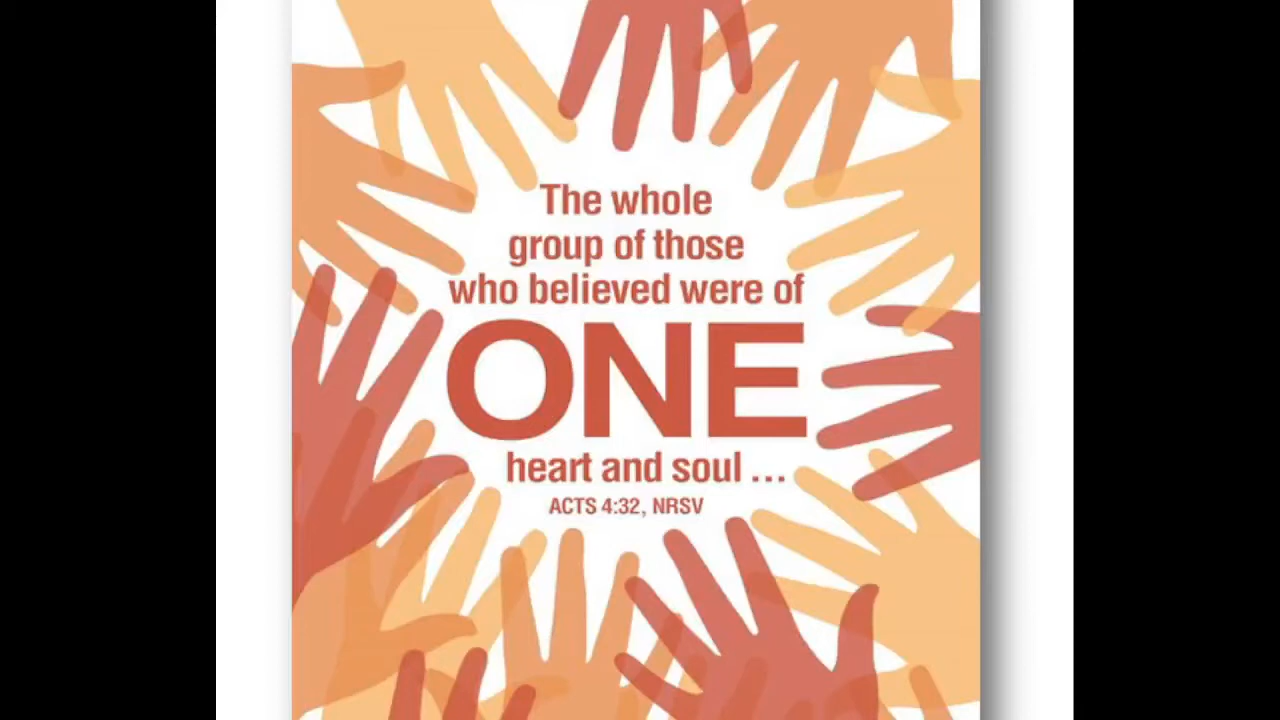 The whole
group of those
who believed were of
ONE
heart and soul ...
ACTS 4:32, NRSV